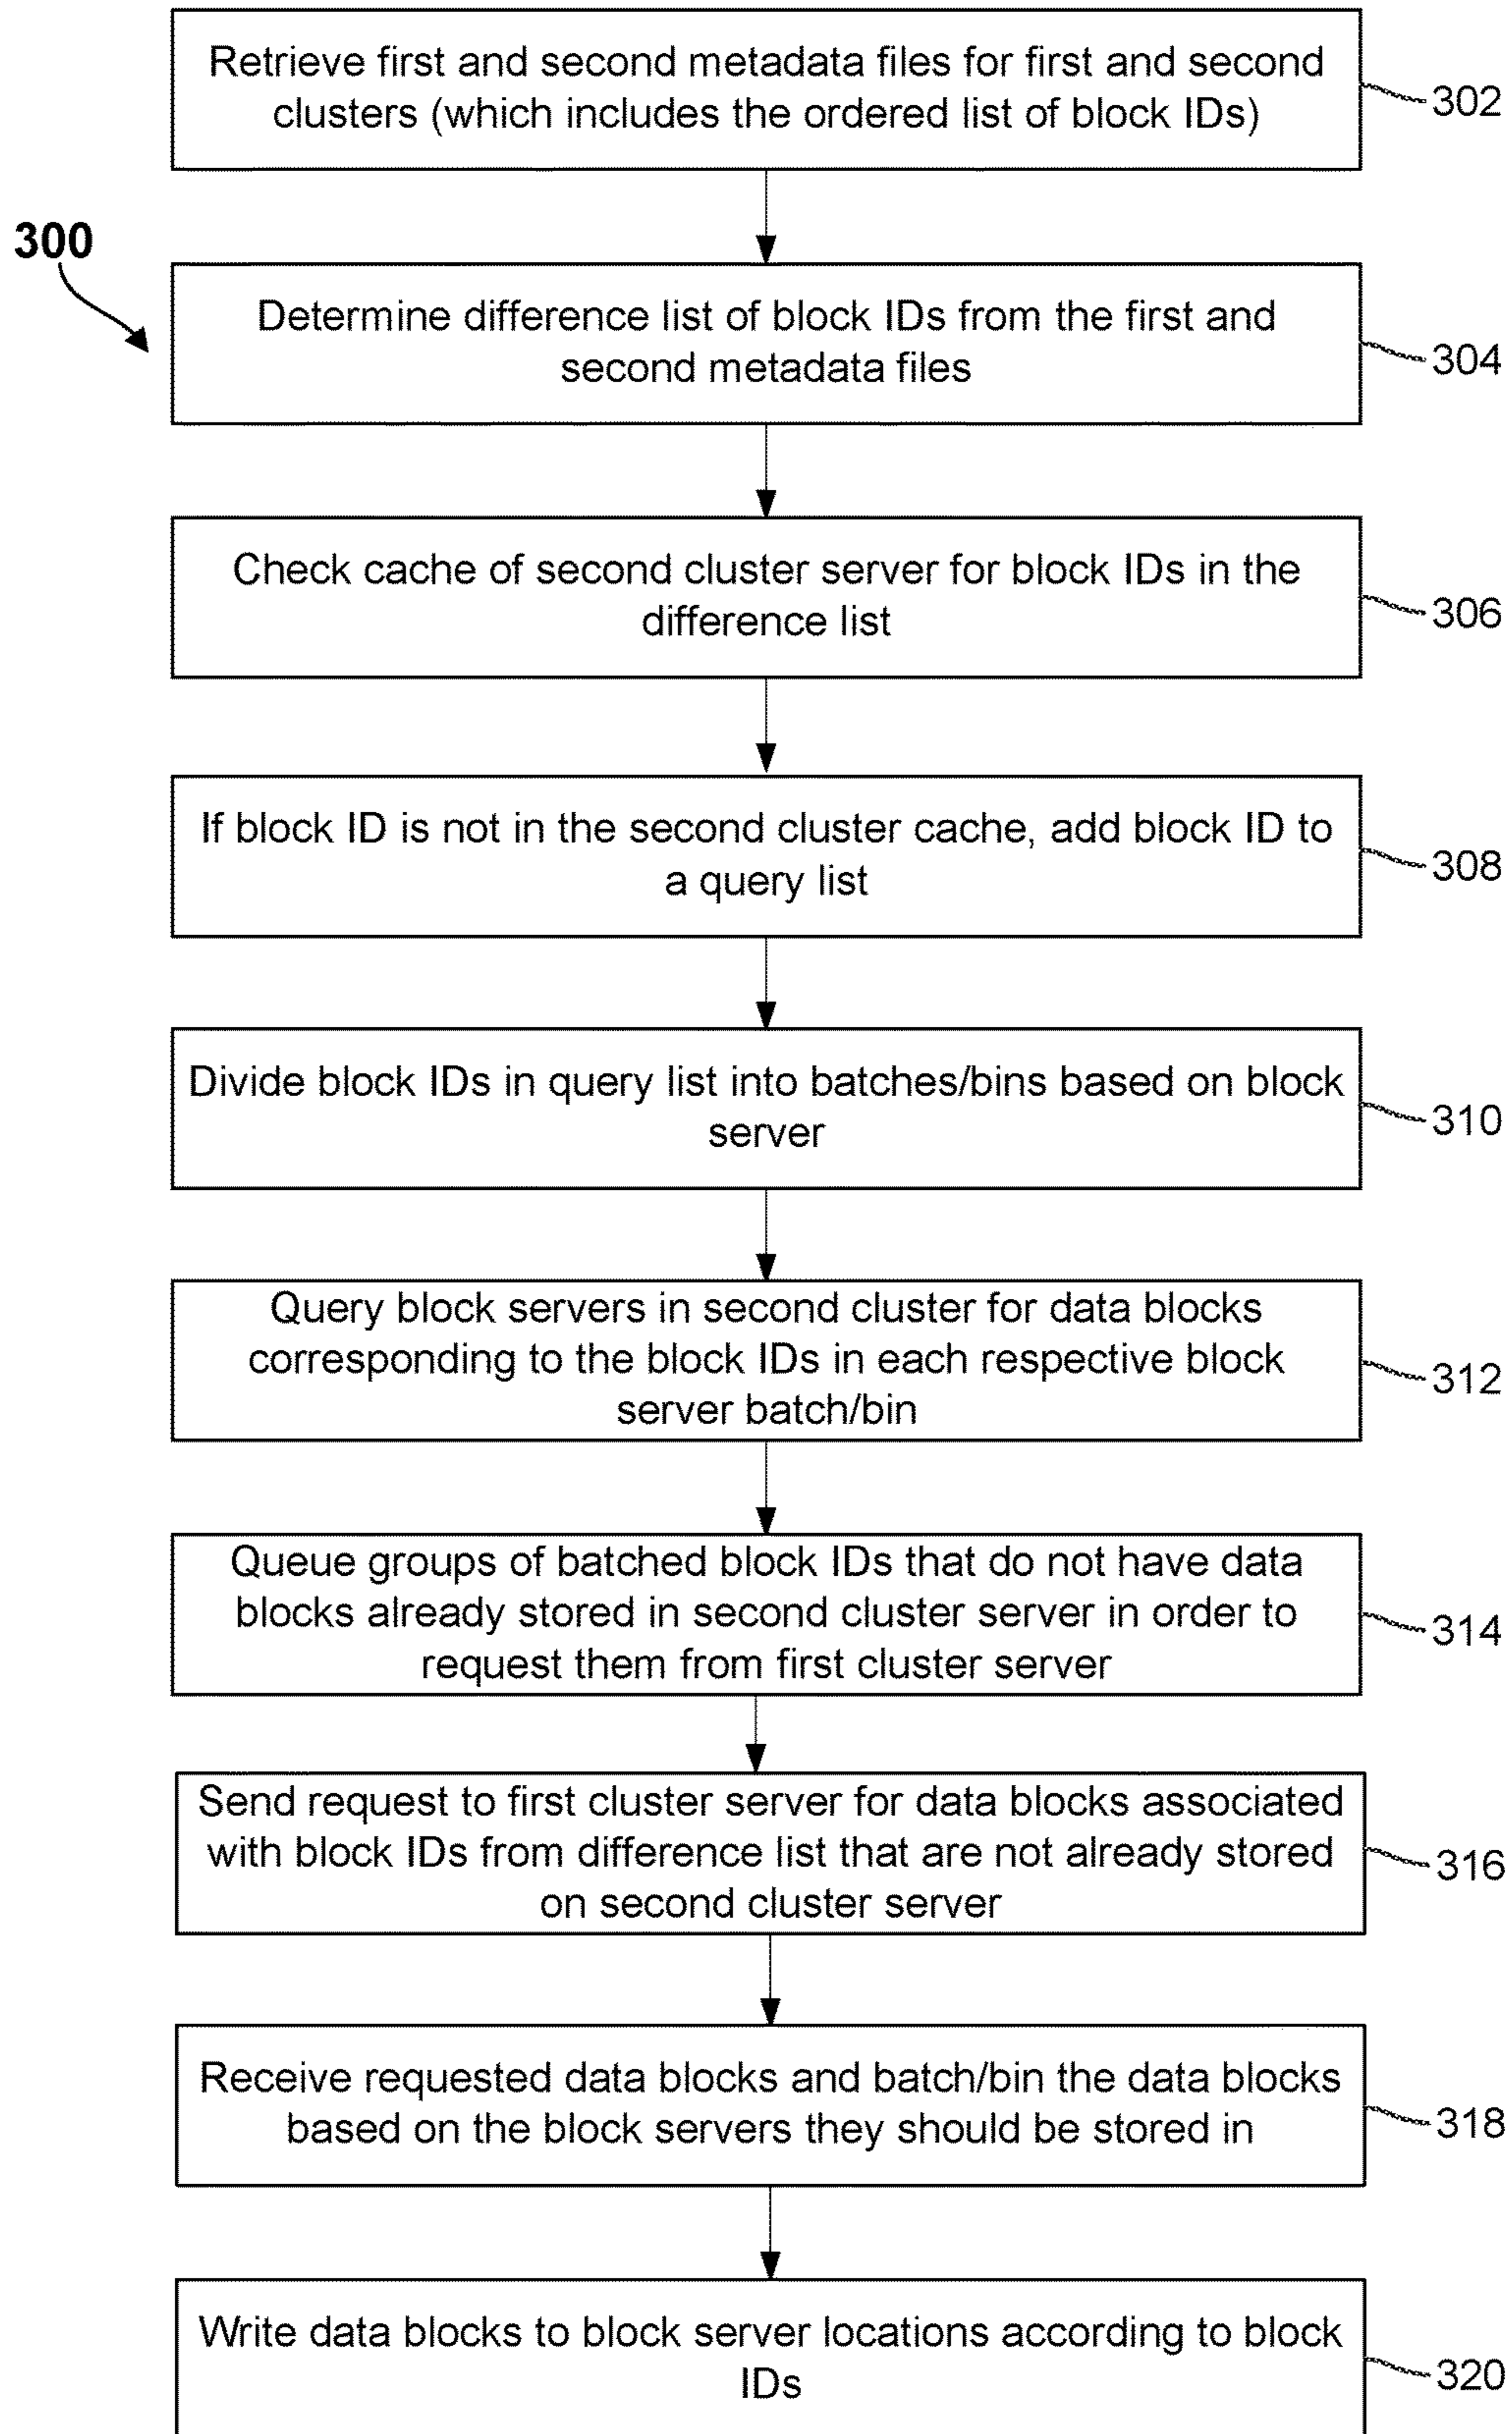 Retrieve first and second metadata files for first and second
clusters (which includes the ordered list of block IDs)
302
300
Determine difference list of block IDs from the first and
second metadata files
304
Check cache of second cluster server for block IDs in the
difference list
306
If block ID is not in the second cluster cache, add block ID to
a query list
308
Divide block IDs in query list into batches/bins based on block
server
310
Query block servers in second cluster for data blocks
corresponding to the block IDs in each respective block
server batch/bin
312
Queue groups of batched block IDs that do not have data
blocks already stored in second cluster server in order to
request them from first cluster server
314
Send request to first cluster server for data blocks associated
with block IDs from difference list that are not already stored
on second cluster server
316
Receive requested data blocks and batch/bin the data blocks
based on the block servers they should be stored in
318
Write data blocks to block server locations according to block
IDs
320